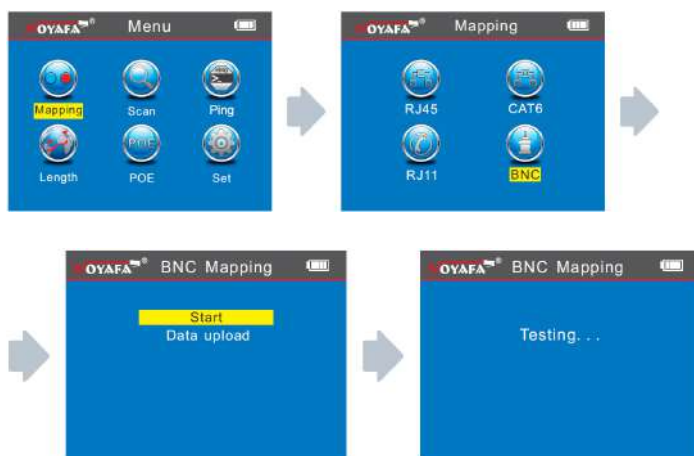 NOYAFA® Menu
Mapping Scan Ping
Length POE Set
NOYAFA® Mapping
RJ45 CAT6
RJ11 BNC
NOYAFA® BNC Mapping
Start
Data upload
NOYAFA® BNC Mapping
Testing...